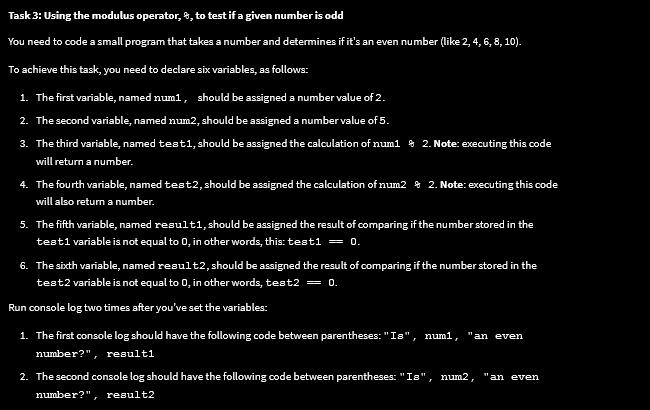 Task 3: Using the modulus operator, %, to test if a given number is odd
You need to code a small program that takes a number and determines if it's an even number (like 2, 4, 6, 8, 10).
To achieve this task, you need to declare six variables, as follows:
1. The first variable, named num1, should be assigned a number value of 2.
2. The second variable, named num2, should be assigned a number value of 5.
3. The third variable, named test1, should be assigned the calculation of num1 % 2. Note: executing this code
will return a number.
4. The fourth variable, named test2, should be assigned the calculation of num2 % 2. Note: executing this code
will also return a number.
5. The fifth variable, named result1, should be assigned the result of comparing if the number stored in the
test1 variable is not equal to 0, in other words, this: test1 == 0.
6. The sixth variable, named result2, should be assigned the result of comparing if the number stored in the
test2 variable is not equal to 0, in other words, test2 == 0.
Run console log two times after you've set the variables:
1. The first console log should have the following code between parentheses: "Is", num1, "an even
number?", result1
2. The second console log should have the following code between parentheses: "Is", num2, "an even
number?", result2